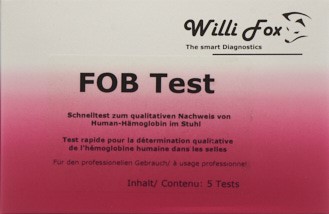 Willi Fox
The smart Diagnostics
FOB Test
Schnelltest zum qualitativen Nachweis von
Human-Hämoglobin im Stuhl
Test rapide pour la détermination qualitative
de l'hémoglobine humaine dans les selles
Für den professionellen Gebrauch/ à usage professionnel:
Inhalt/ Contenu: 5 Tests